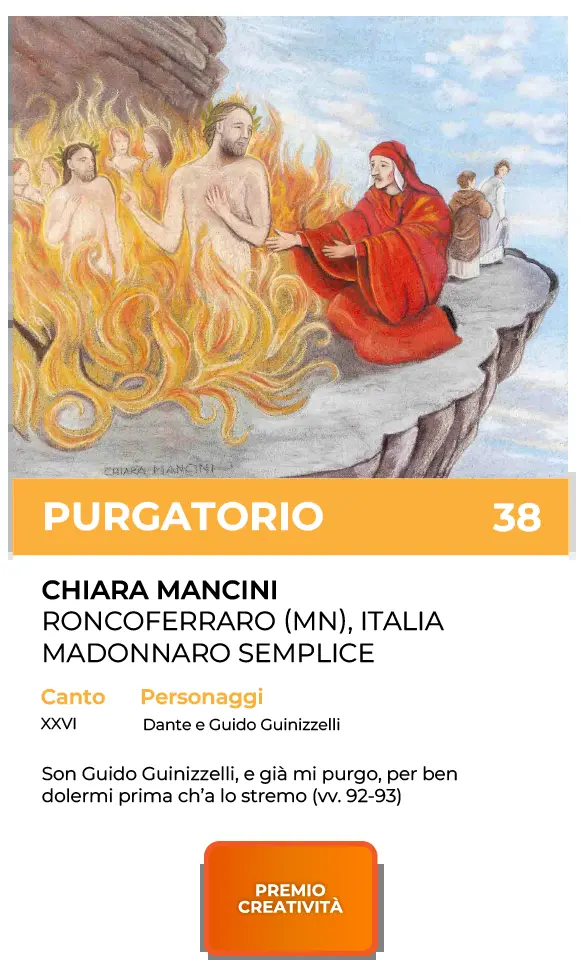 CHIARA MANCINI
PURGATORIO 38
CHIARA MANCINI
RONCOFERRARO (MN), ITALIA
MADONNARO SEMPLICE
Canto Personaggi
XXVI Dante e Guido Guinizzelli
Son Guido Guinizzelli, e già mi purgo, per ben
dolermi prima ch’a lo stremo (vv. 92-93)
PREMIO
CREATIVITÀ